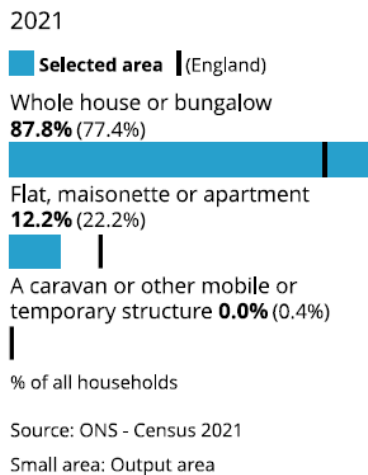 2021
Selected area (England)
Whole house or bungalow
87.8% (77.4%)
Flat, maisonette or apartment
12.2% (22.2%)
A caravan or other mobile or
temporary structure 0.0% (0.4%)
% of all households
Source: ONS - Census 2021
Small area: Output area